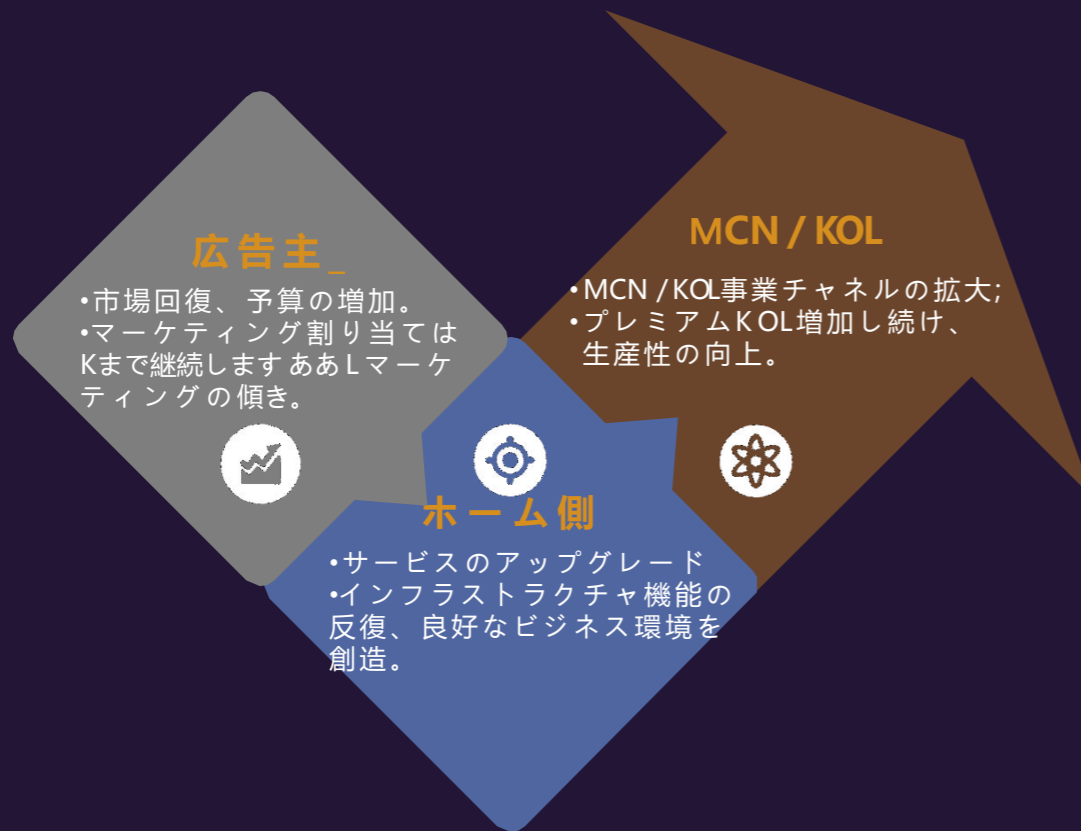 広告主_
•市場回復、予算の増加。
•マーケティング割り当ては
Kまで継続します ああ Lマーケ
ティングの傾き。
MCN / KOL
•MCN / KOL事業チャネルの拡大;
•プレミアムKOL増加し続け、
生産性の向上。
ホーム側
•サービスのアップグレード
•インフラストラクチャ機能の
反復、良好なビジネス環境を
創造。